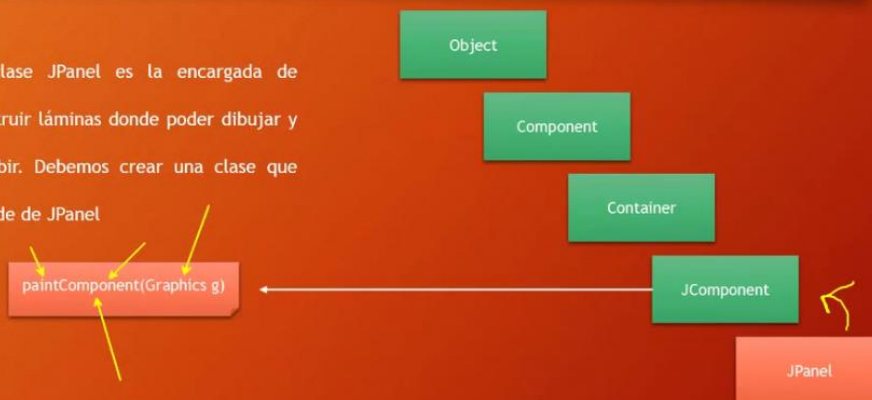 lase JPanel es la encargada de
ruir láminas donde poder dibujar y
bir. Debemos crear una clase que
de de JPanel
paintComponent(Graphics g)
Object
Component
Container
JComponent
JPanel